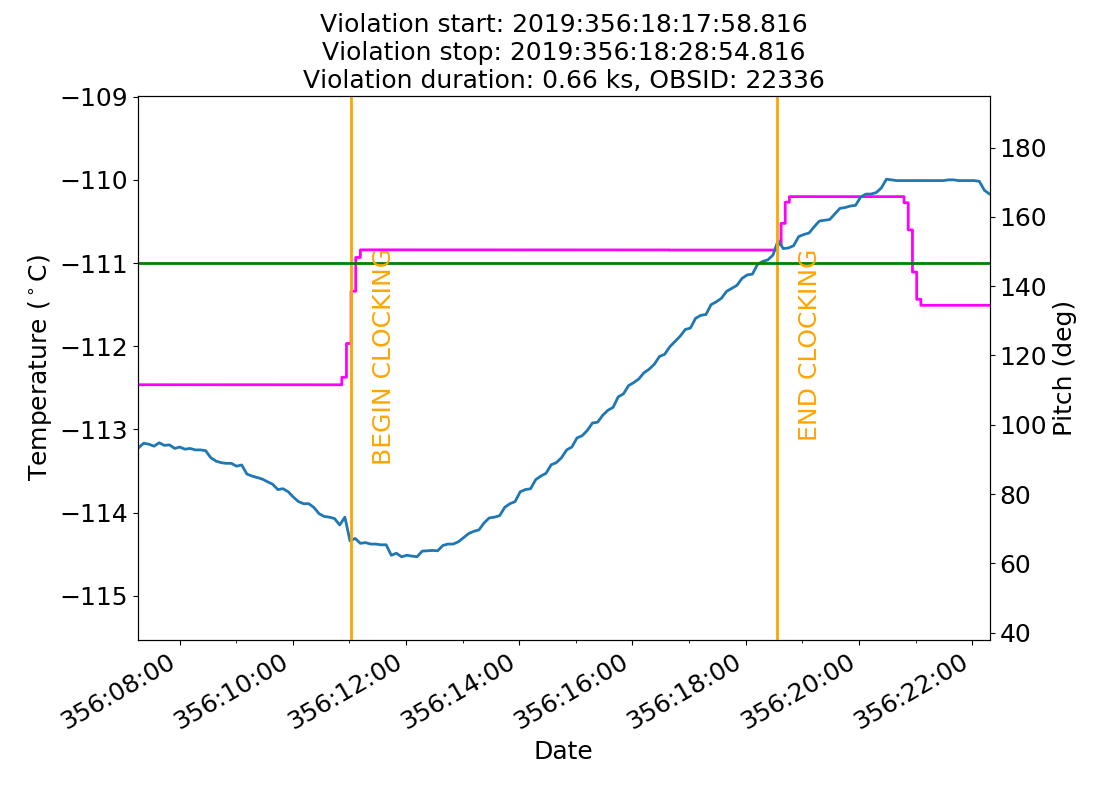 Violation start: 2019:356:18:17:58.816
Violation stop: 2019:356:18:28:54.816
Violation duration: 0.66 ks, OBSID: 22336
−109
−110
−111
−112
−113
−114
−115
Temperature (°C)
BEGIN CLOCKING
END CLOCKING
180
160
140
120
100
80
60
40
Pitch (deg)
356:08:00
356:10:00
356:12:00
356:14:00
356:16:00
356:18:00
356:20:00
356:22:00
Date